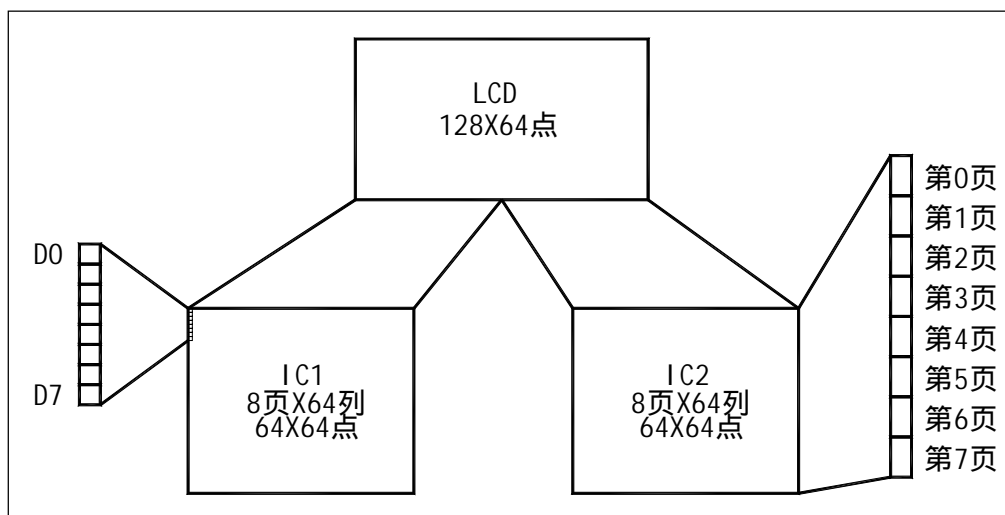 LCD
128X64点
D0
D7
IC1
8页X64列
64X64点
IC2
8页X64列
64X64点
第0页
第1页
第2页
第3页
第4页
第5页
第6页
第7页